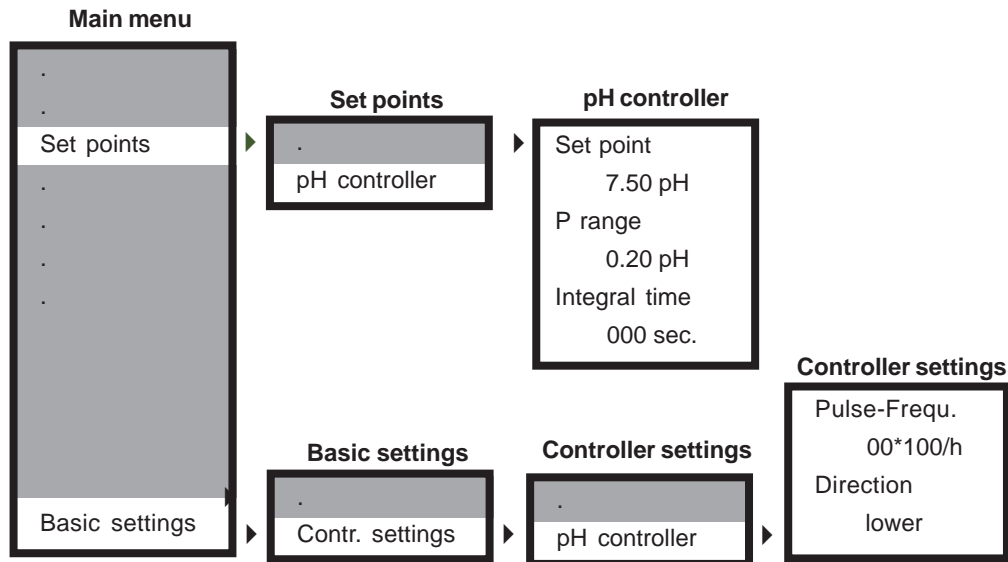 Main menu
.
.
Set points
.
.
.
.
Basic settings
Set points
.
pH controller
pH controller
Set point
7.50 pH
P range
0.20 pH
Integral time
000 sec.
Basic settings
.
Contr. settings
Controller settings
.
pH controller
Controller settings
Pulse-Frequ.
00*100/h
Direction
lower